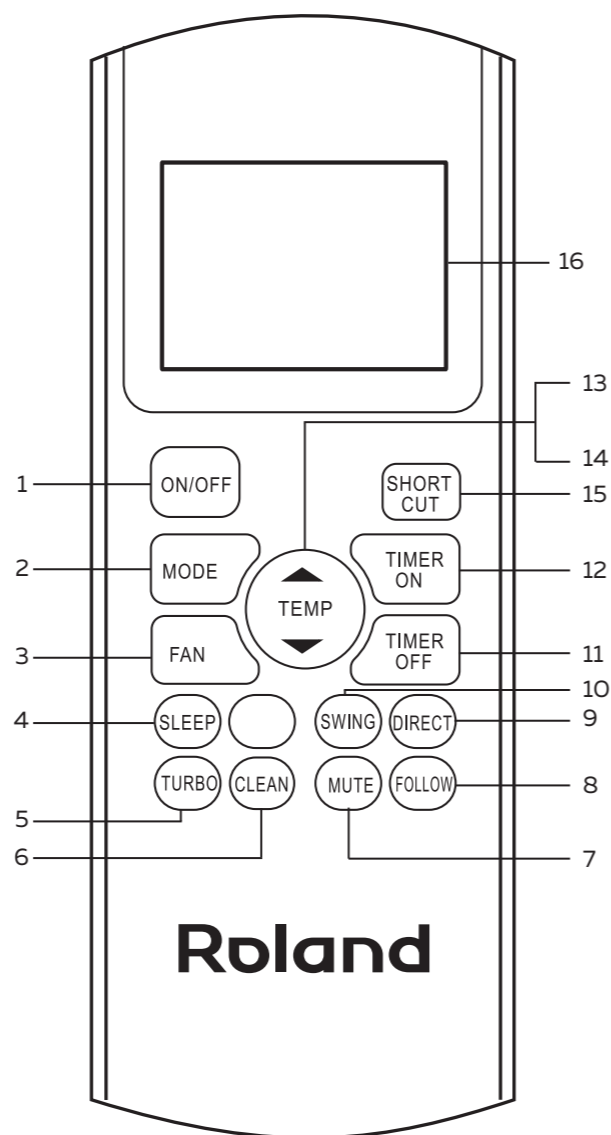 16
13
14
1
ON/OFF
SHORT
CUT
15
2
MODE
TIMER
ON
12
TEMP
3
FAN
TIMER
OFF
11
10
4
SLEEP
SWING
DIRECT
9
TURBO
CLEAN
MUTE
FOLLOW
8
5
6
7
Roland